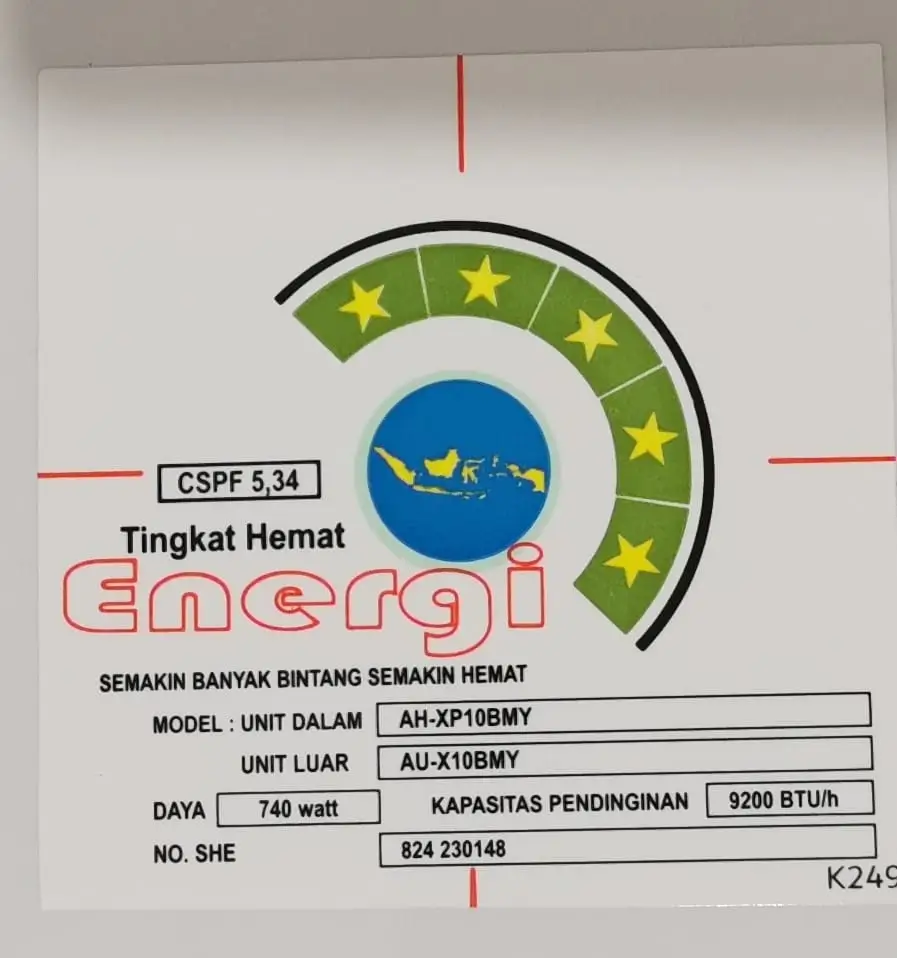 CSPF 5,34
Tingkat Hemat
Energi
SEMAKIN BANYAK BINTANG SEMAKIN HEMAT
MODEL : UNIT DALAM AH-XP10BMY
UNIT LUAR AU-X10BMY
DAYA 740 watt KAPASITAS PENDINGINAN 9200 BTU/h
NO. SHE 824 230148
K249